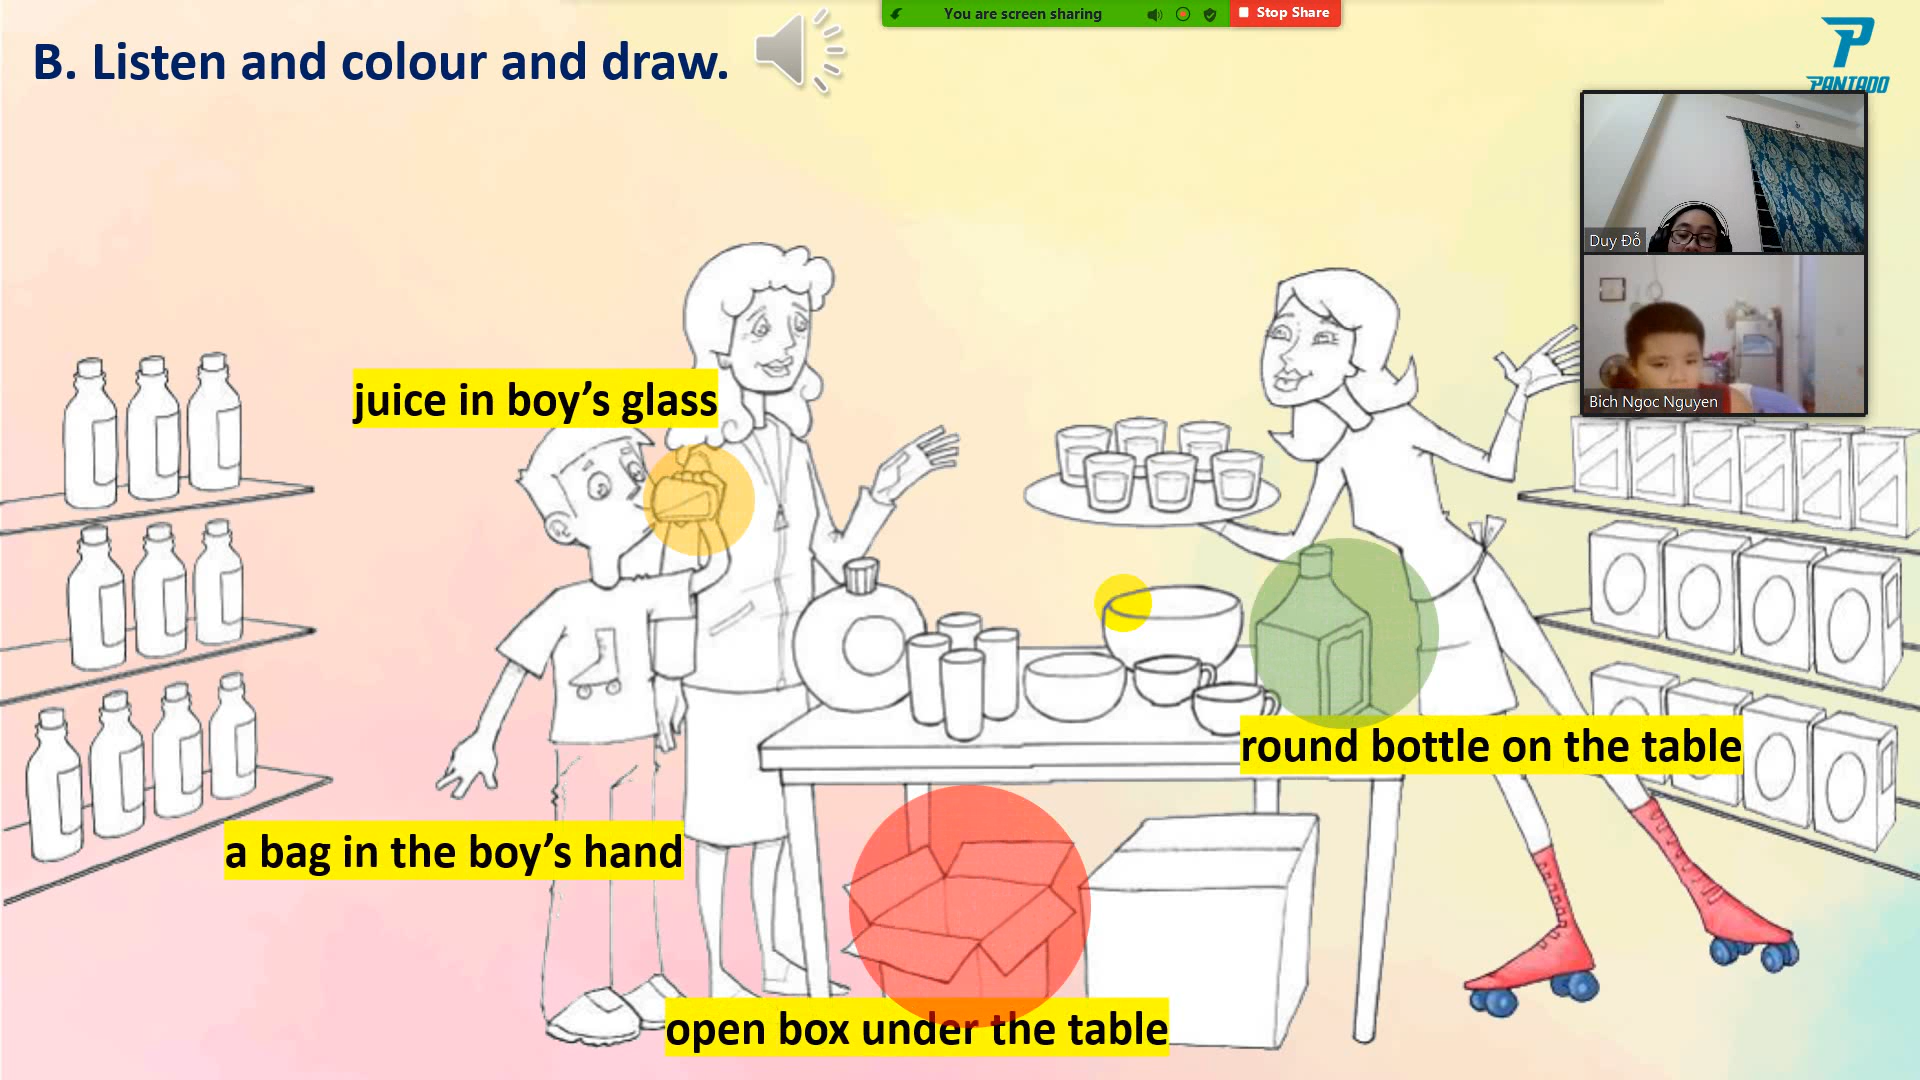 You are screen sharing
Stop Share
B. Listen and colour and draw.
PANTADO
Duy Đỗ
Bich Ngoc Nguyen
juice in boy's glass
round bottle on the table
a bag in the boy's hand
open box under the table